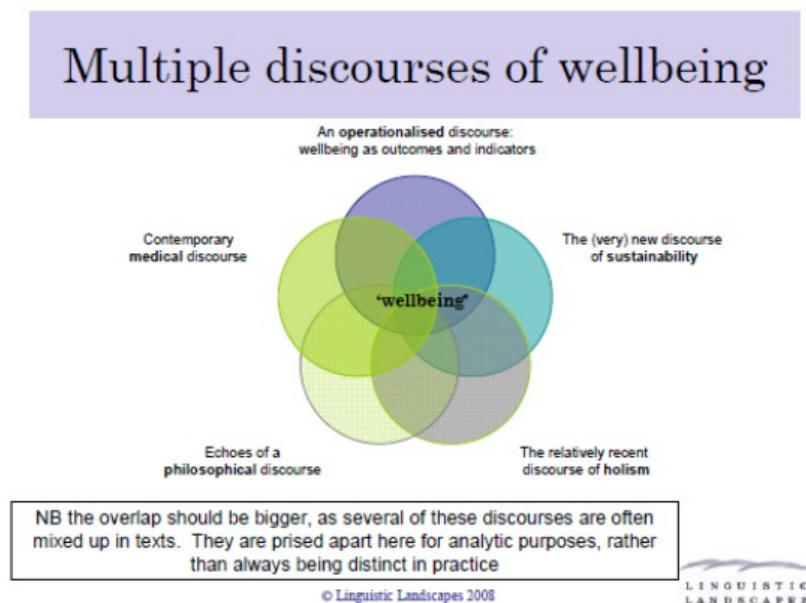 Multiple discourses of wellbeing
An operationalised discourse:
wellbeing as outcomes and indicators
Contemporary
medical discourse
The (very) new discourse
of sustainability
"wellbeing"
Echoes of a
philosophical discourse
The relatively recent
discourse of holism
NB the overlap should be bigger, as several of these discourses are often
mixed up in texts. They are prised apart here for analytic purposes, rather
than always being distinct in practice
© Linguistic Landscapes 2008
LINGUISTIC
LANDSCAPES